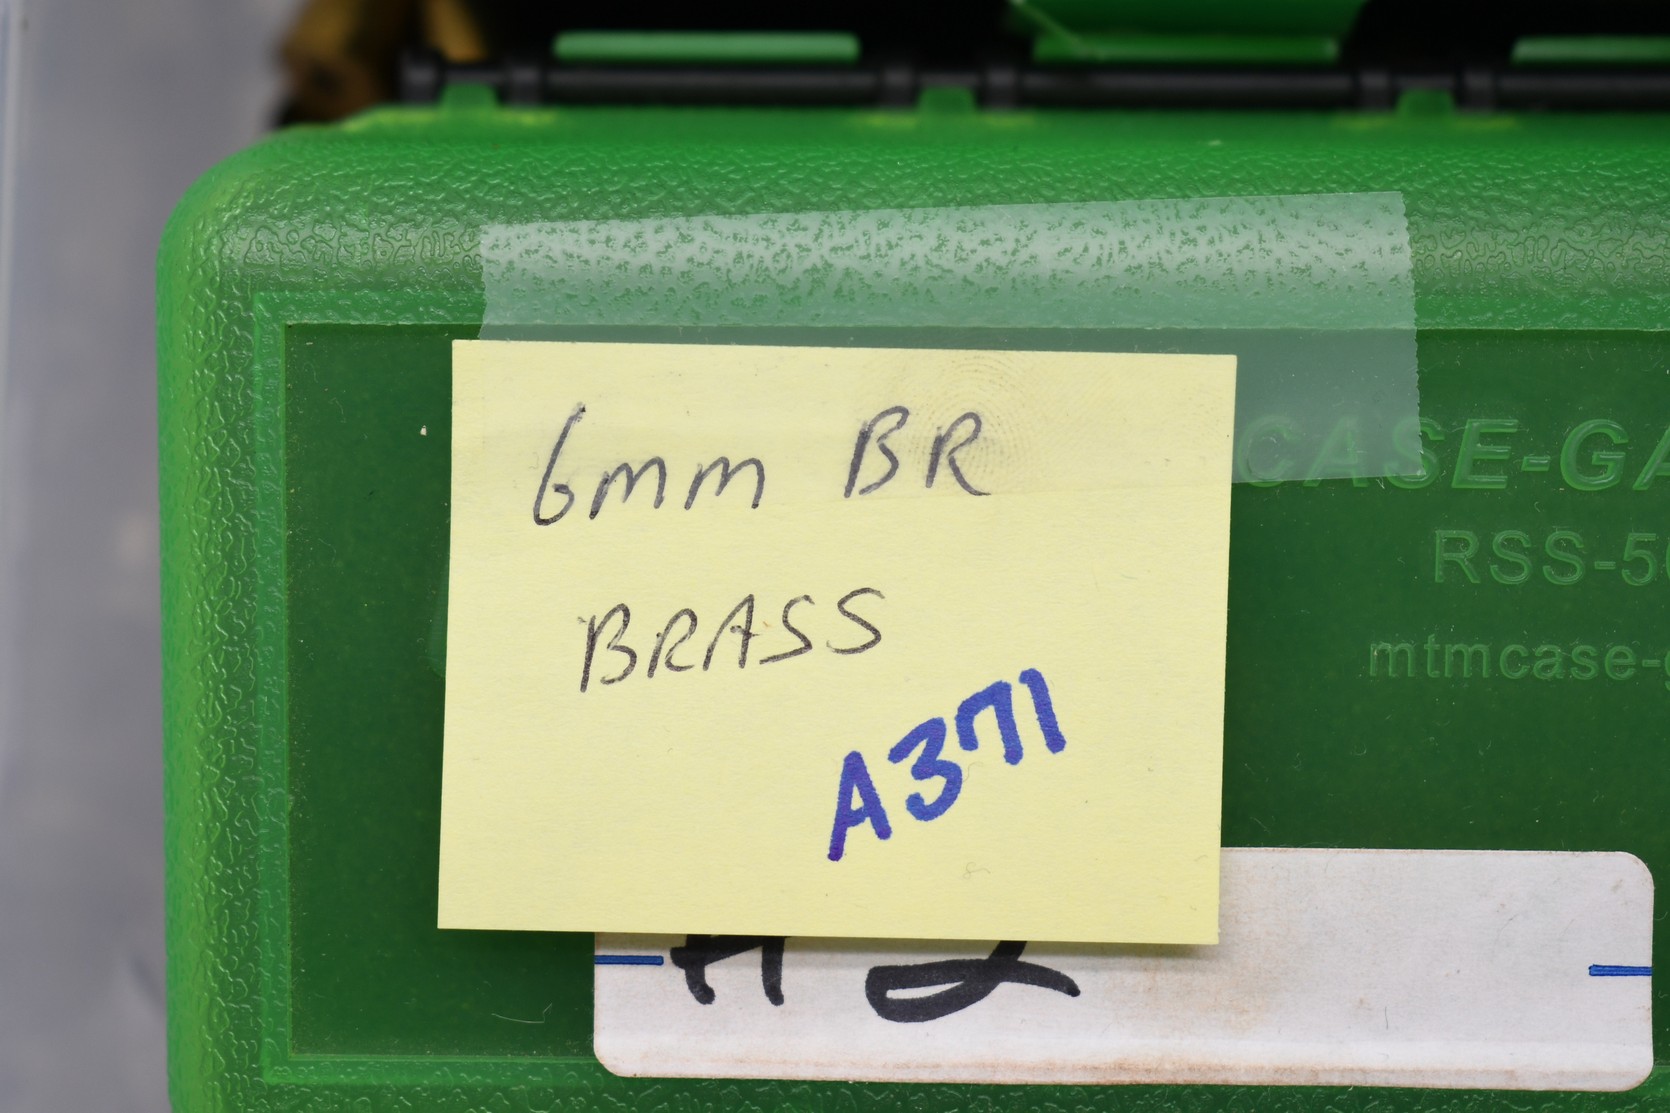 6mm BR
BRASS
A371
CASE-GA
RSS-5
mtmcase-